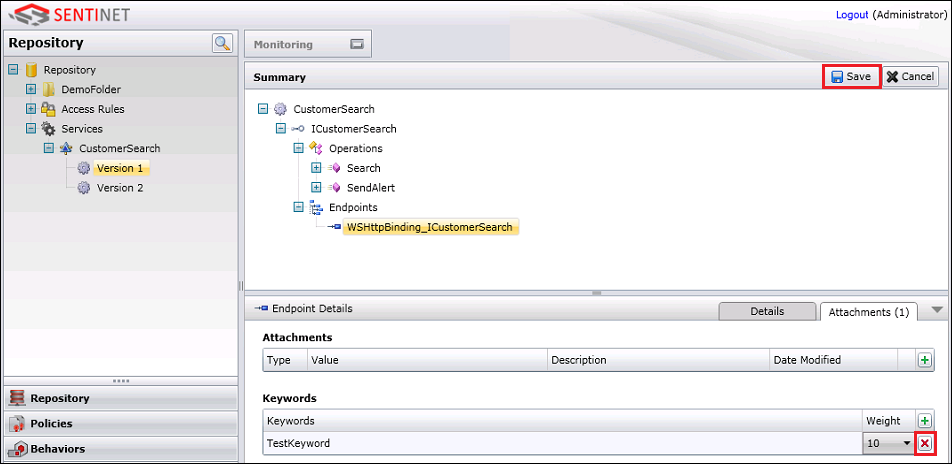 SENTINET
Logout (Administrator)
Repository
Repository
DemoFolder
Access Rules
Services
CustomerSearch
Version 1
Version 2
Repository
Policies
Behaviors
Monitoring
Summary
Save
Cancel
CustomerSearch
ICustomerSearch
Operations
Search
SendAlert
Endpoints
WSHttpBinding_ICustomerSearch
Endpoint Details
Details
Attachments (1)
Attachments
Type Value Description Date Modified
Keywords
Keywords Weight
TestKeyword 10